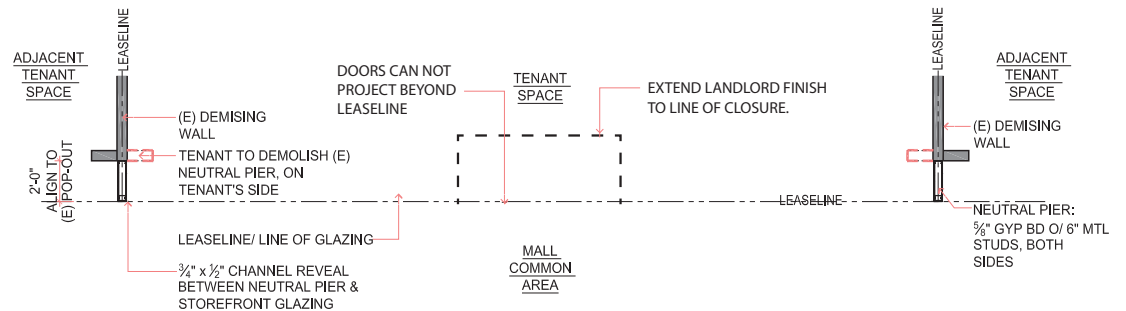 LEASELINE
ADJACENT
TENANT
SPACE
(E) DEMISING
WALL
TENANT TO DEMOLISH (E)
NEUTRAL PIER, ON
TENANT'S SIDE
2'-0"
ALIGN TO
(E) POP-OUT
LEASELINE/ LINE OF GLAZING
¾" x ½" CHANNEL REVEAL
BETWEEN NEUTRAL PIER &
STOREFRONT GLAZING
DOORS CAN NOT
PROJECT BEYOND
LEASELINE
TENANT
SPACE
EXTEND LANDLORD FINISH
TO LINE OF CLOSURE.
MALL
COMMON
AREA
LEASELINE
LEASELINE
ADJACENT
TENANT
SPACE
(E) DEMISING
WALL
NEUTRAL PIER:
⅝" GYP BD O/ 6" MTL
STUDS, BOTH
SIDES